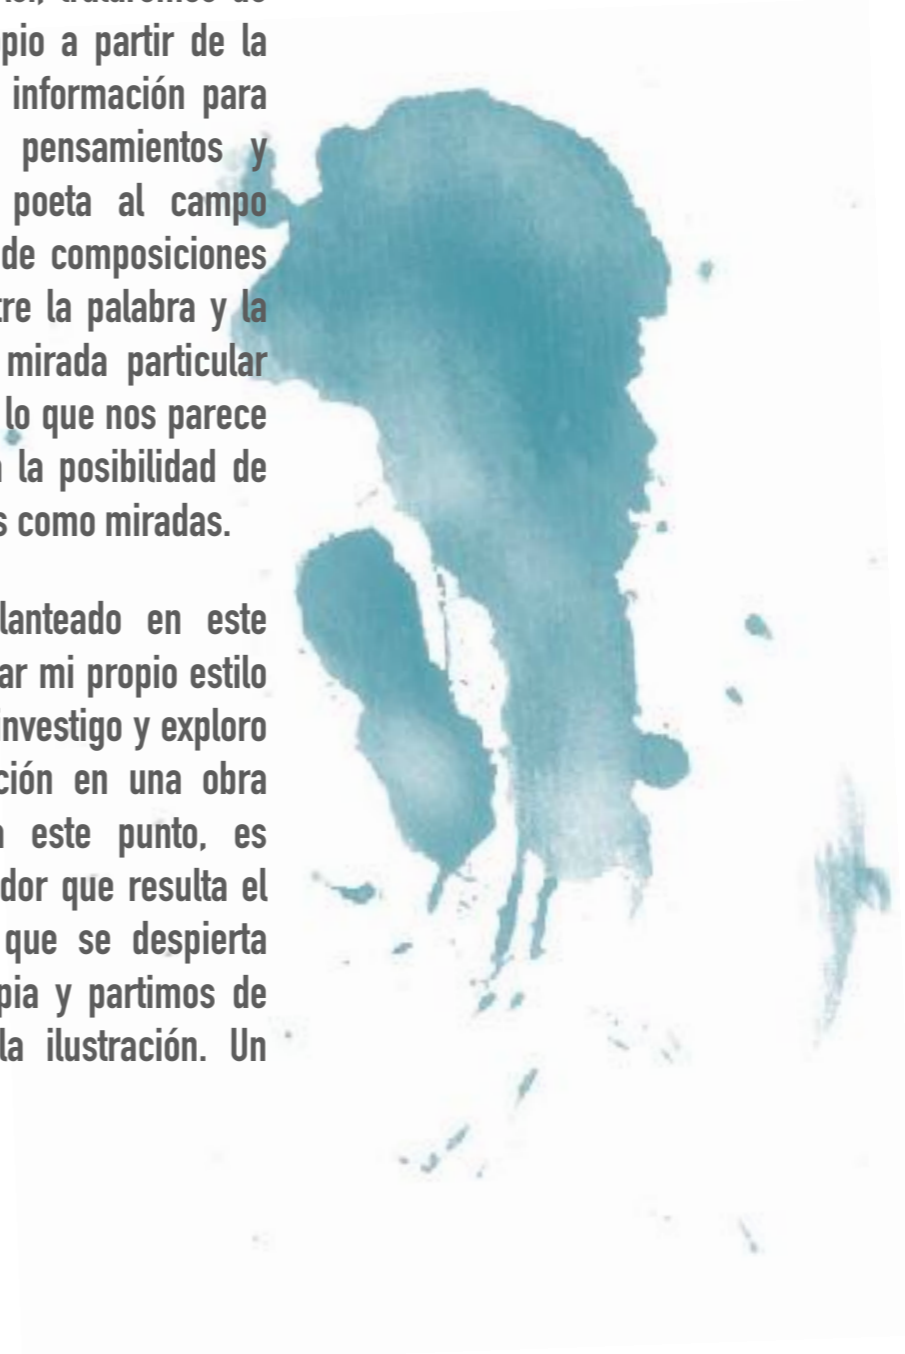 pio a partir de la
información para
pensamientos y
poeta al campo
de composiciones
tre la palabra y la
mirada particular
lo que nos parece
la posibilidad de
s como miradas.
lanteado en este
ar mi propio estilo
investigo y exploro
ción en una obra
este punto, es
dor que resulta el
que se despierta
pia y partimos de
la ilustración. Un